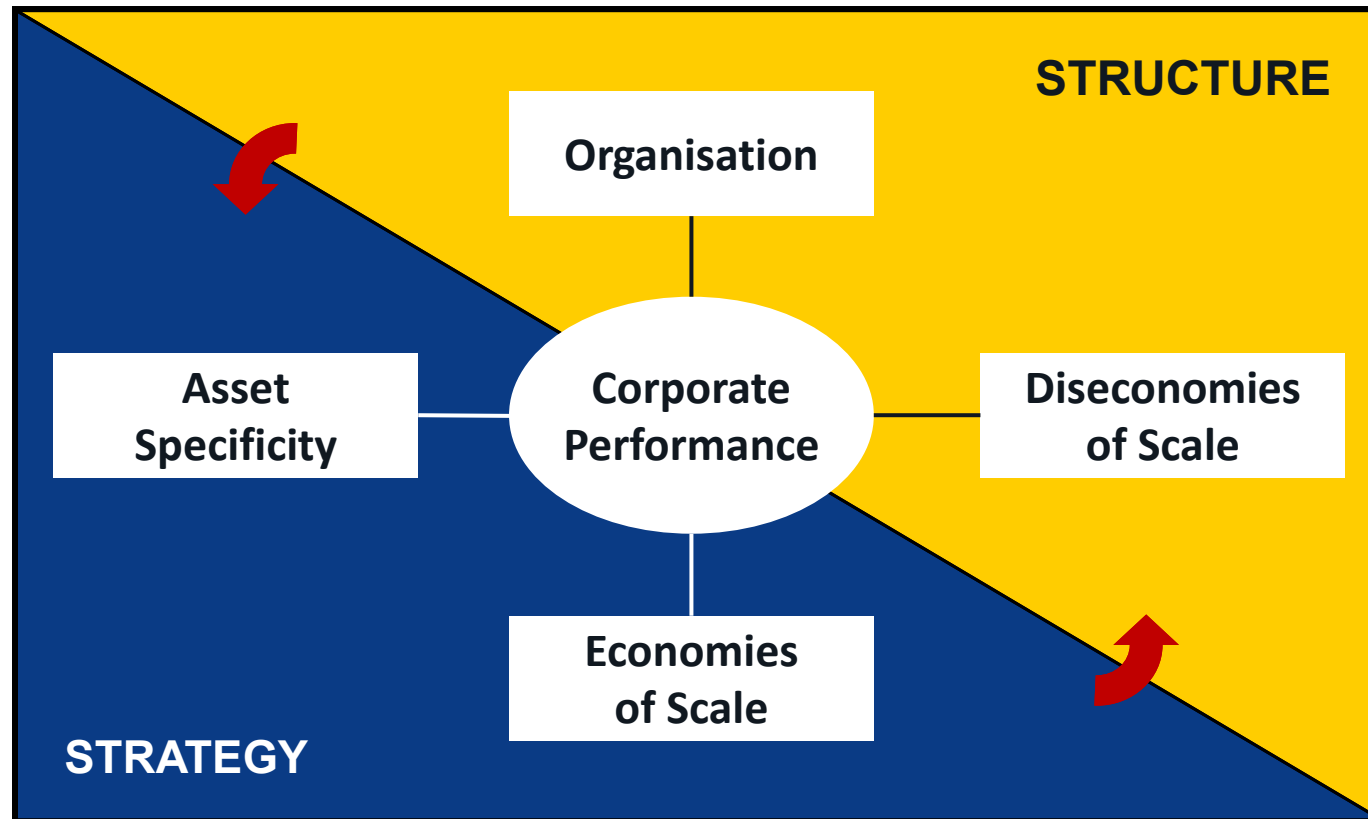 STRUCTURE
Organisation
Asset
Specificity
Corporate
Performance
Diseconomies
of Scale
Economies
of Scale
STRATEGY